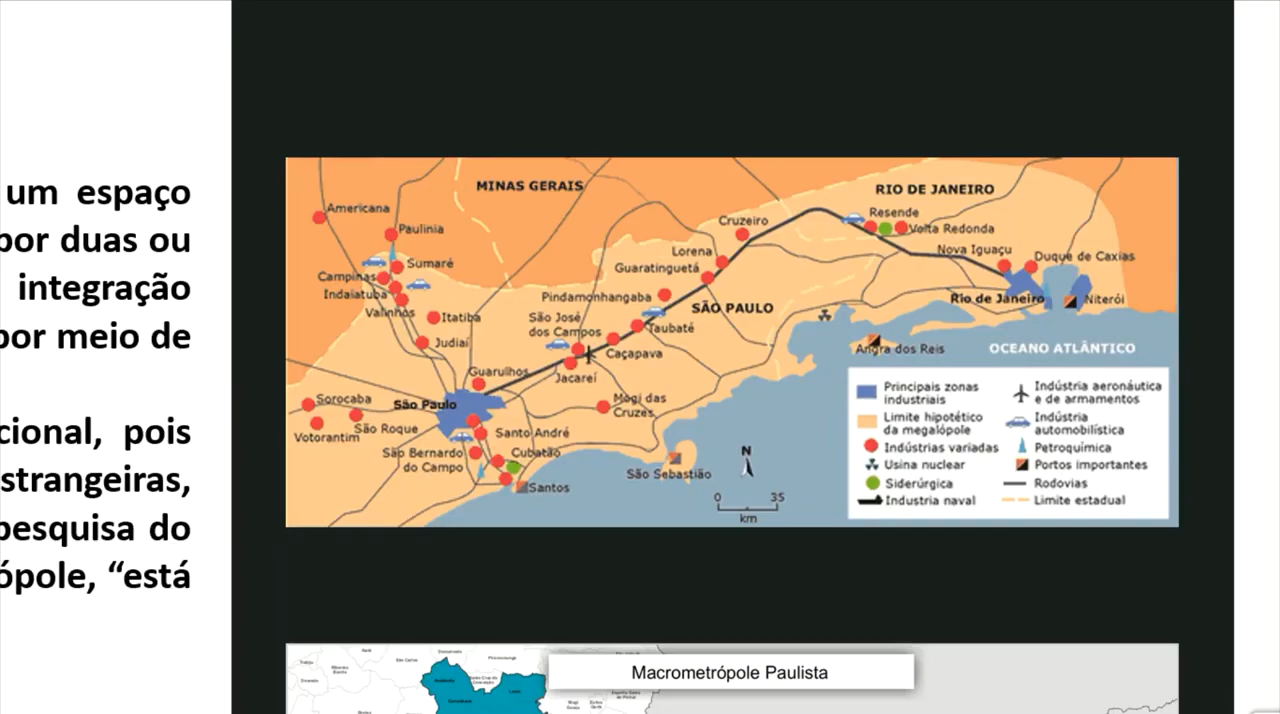 um espaço
por duas ou
integração
por meio de
cional, pois
strangeiras,
pesquisa do
ópole, “está
MINAS GERAIS
RIO DE JANEIRO
Americana
Paulinia
Cruzeiro
Resende
Volta Redonda
Lorena
Nova Iguaçu
Duque de Caxias
Sumaré
Guaratinguetá
Campinas
Indaiatuba
Pindamonhangaba
Rio de Janeiro
Niterói
Valinhos
Itatiba
São José
dos Campos
SÃO PAULO
Taubaté
Judiaí
Caçapava
Angra dos Reis
OCEANO ATLÂNTICO
Guarulhos
Jacareí
Sorocaba
São Paulo
Mogi das
Cruzes
São Roque
Votorantim
Santo André
São Bernardo
do Campo
Cubatão
São Sebastião
Santos
N
0 35
km
Principais zonas
industriais
Limite hipotético
da megalópole
Indústrias variadas
Usina nuclear
Siderúrgica
Industria naval
Indústria aeronáutica
e de armamentos
Indústria
automobilística
Petroquímica
Portos importantes
Rodovias
Limite estadual
Macrometrópole Paulista